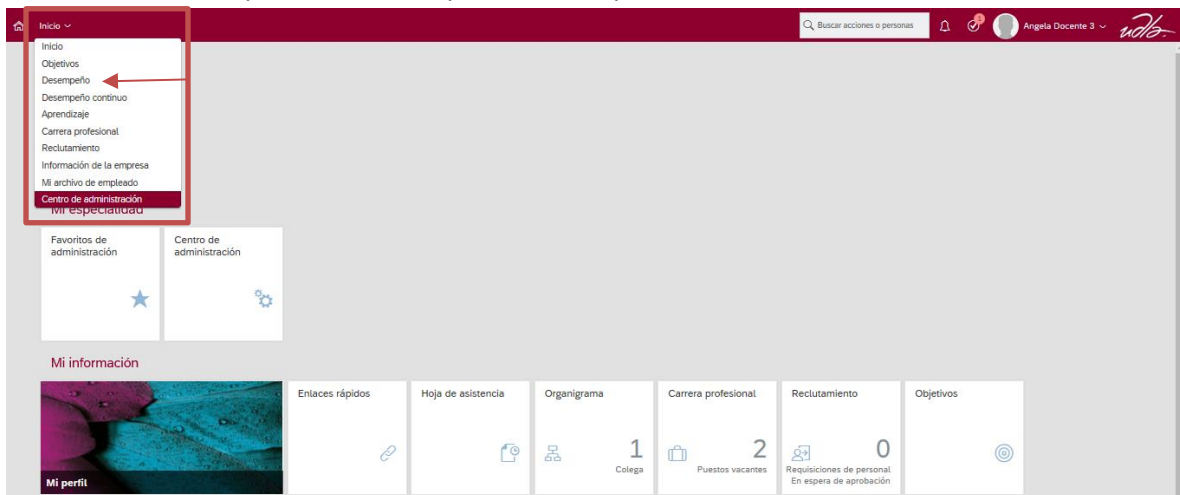 Inicio
Buscar acciones o personas
Angela Docente 3
udla-
Inicio
Objetivos
Desempeño
Desempeño continuo
Aprendizaje
Carrera profesional
Reclutamiento
Información de la empresa
Mi archivo de empleado
Centro de administración
Mi especialidad
Favoritos de
administración
Centro de
administración
Mi información
Mi perfil
Enlaces rápidos
Hoja de asistencia
Organigrama
1
Colega
Carrera profesional
2
Puestos vacantes
Reclutamiento
0
Requisiciones de personal
En espera de aprobación
Objetivos